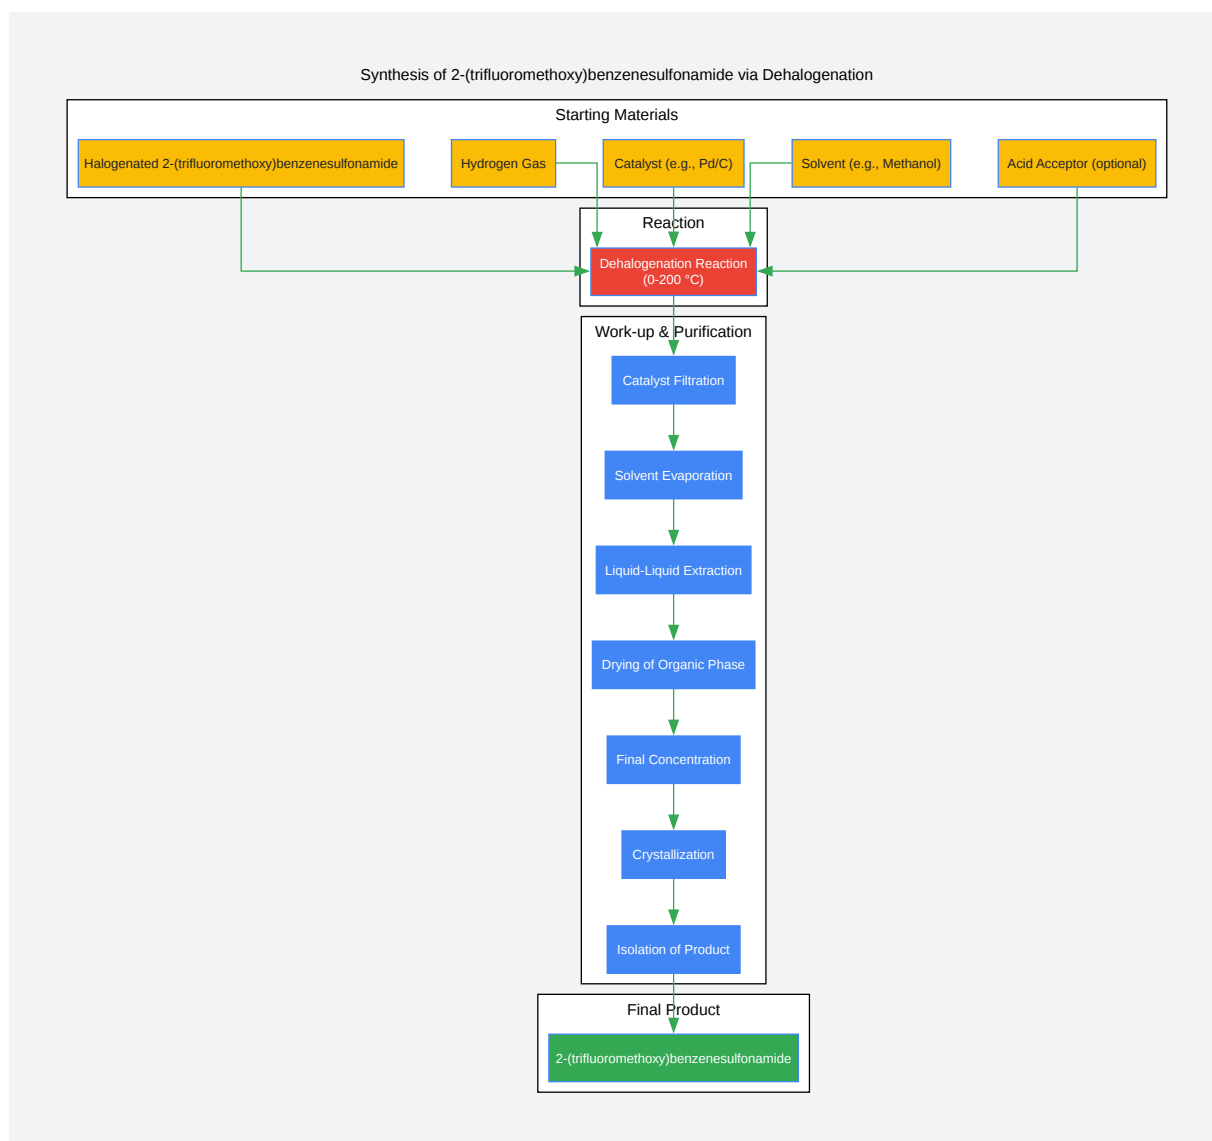 Synthesis of 2-(trifluoromethoxy)benzenesulfonamide via Dehalogenation
Starting Materials
Halogenated 2-(trifluoromethoxy)benzenesulfonamide
Hydrogen Gas
Catalyst (e.g., Pd/C)
Solvent (e.g., Methanol)
Acid Acceptor (optional)
Reaction
Dehalogenation Reaction
(0-200 °C)
Work-up & Purification
Catalyst Filtration
Solvent Evaporation
Liquid-Liquid Extraction
Drying of Organic Phase
Final Concentration
Crystallization
Isolation of Product
Final Product
2-(trifluoromethoxy)benzenesulfonamide